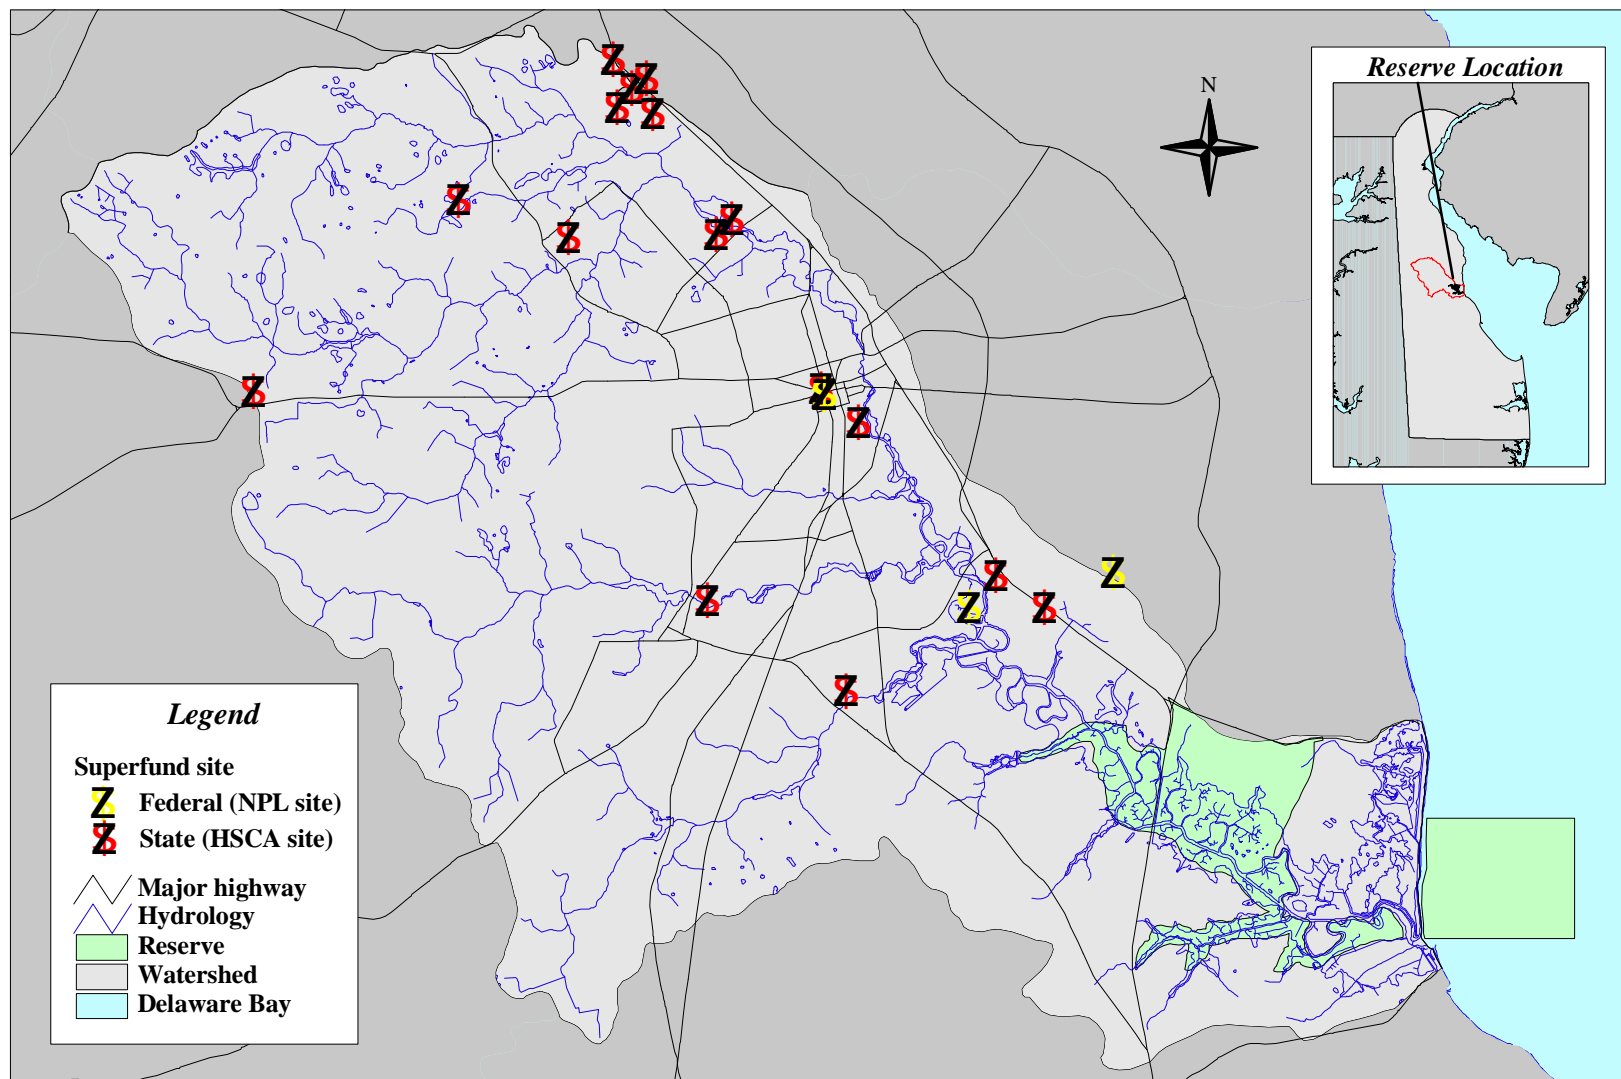 Reserve Location
N
Legend
Superfund site
Federal (NPL site)
State (HSCA site)
Major highway
Hydrology
Reserve
Watershed
Delaware Bay